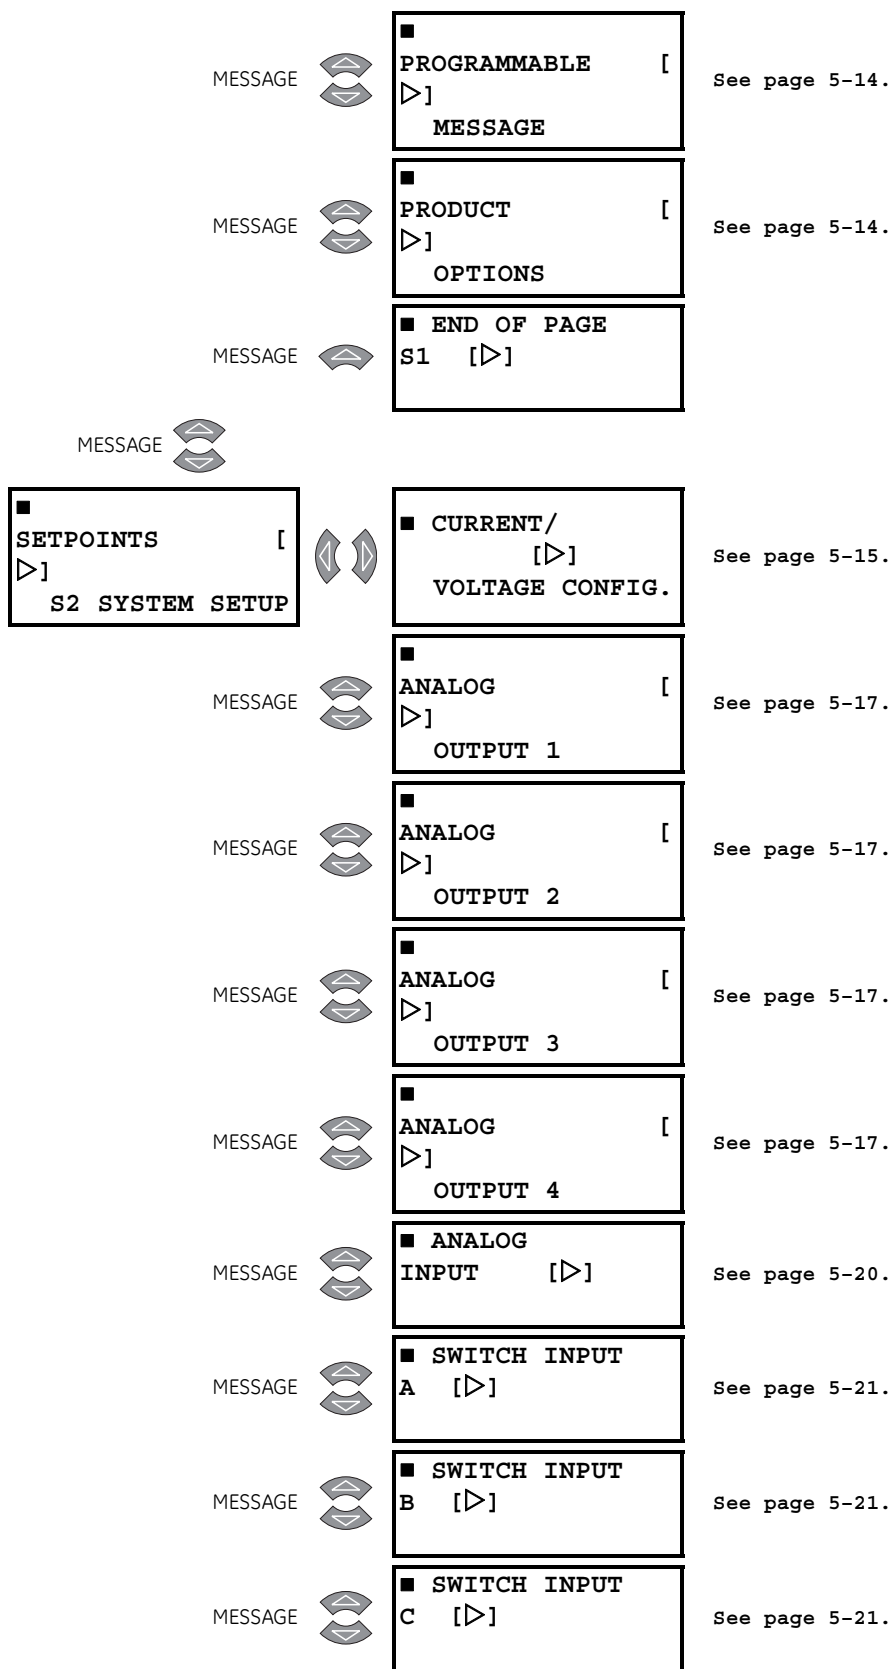 ■
MESSAGE PROGRAMMABLE [ See page 5-14.
▷]
MESSAGE
■
MESSAGE PRODUCT [ See page 5-14.
▷]
OPTIONS
■ END OF PAGE
MESSAGE S1 [▷]
MESSAGE
■
SETPOINTS [
▷]
S2 SYSTEM SETUP
■ CURRENT/
[▷] See page 5-15.
VOLTAGE CONFIG.
■
MESSAGE ANALOG [ See page 5-17.
▷]
OUTPUT 1
■
MESSAGE ANALOG [ See page 5-17.
▷]
OUTPUT 2
■
MESSAGE ANALOG [ See page 5-17.
▷]
OUTPUT 3
■
MESSAGE ANALOG [ See page 5-17.
▷]
OUTPUT 4
■ ANALOG
MESSAGE INPUT [▷] See page 5-20.
■ SWITCH INPUT
MESSAGE A [▷] See page 5-21.
■ SWITCH INPUT
MESSAGE B [▷] See page 5-21.
■ SWITCH INPUT
MESSAGE C [▷] See page 5-21.